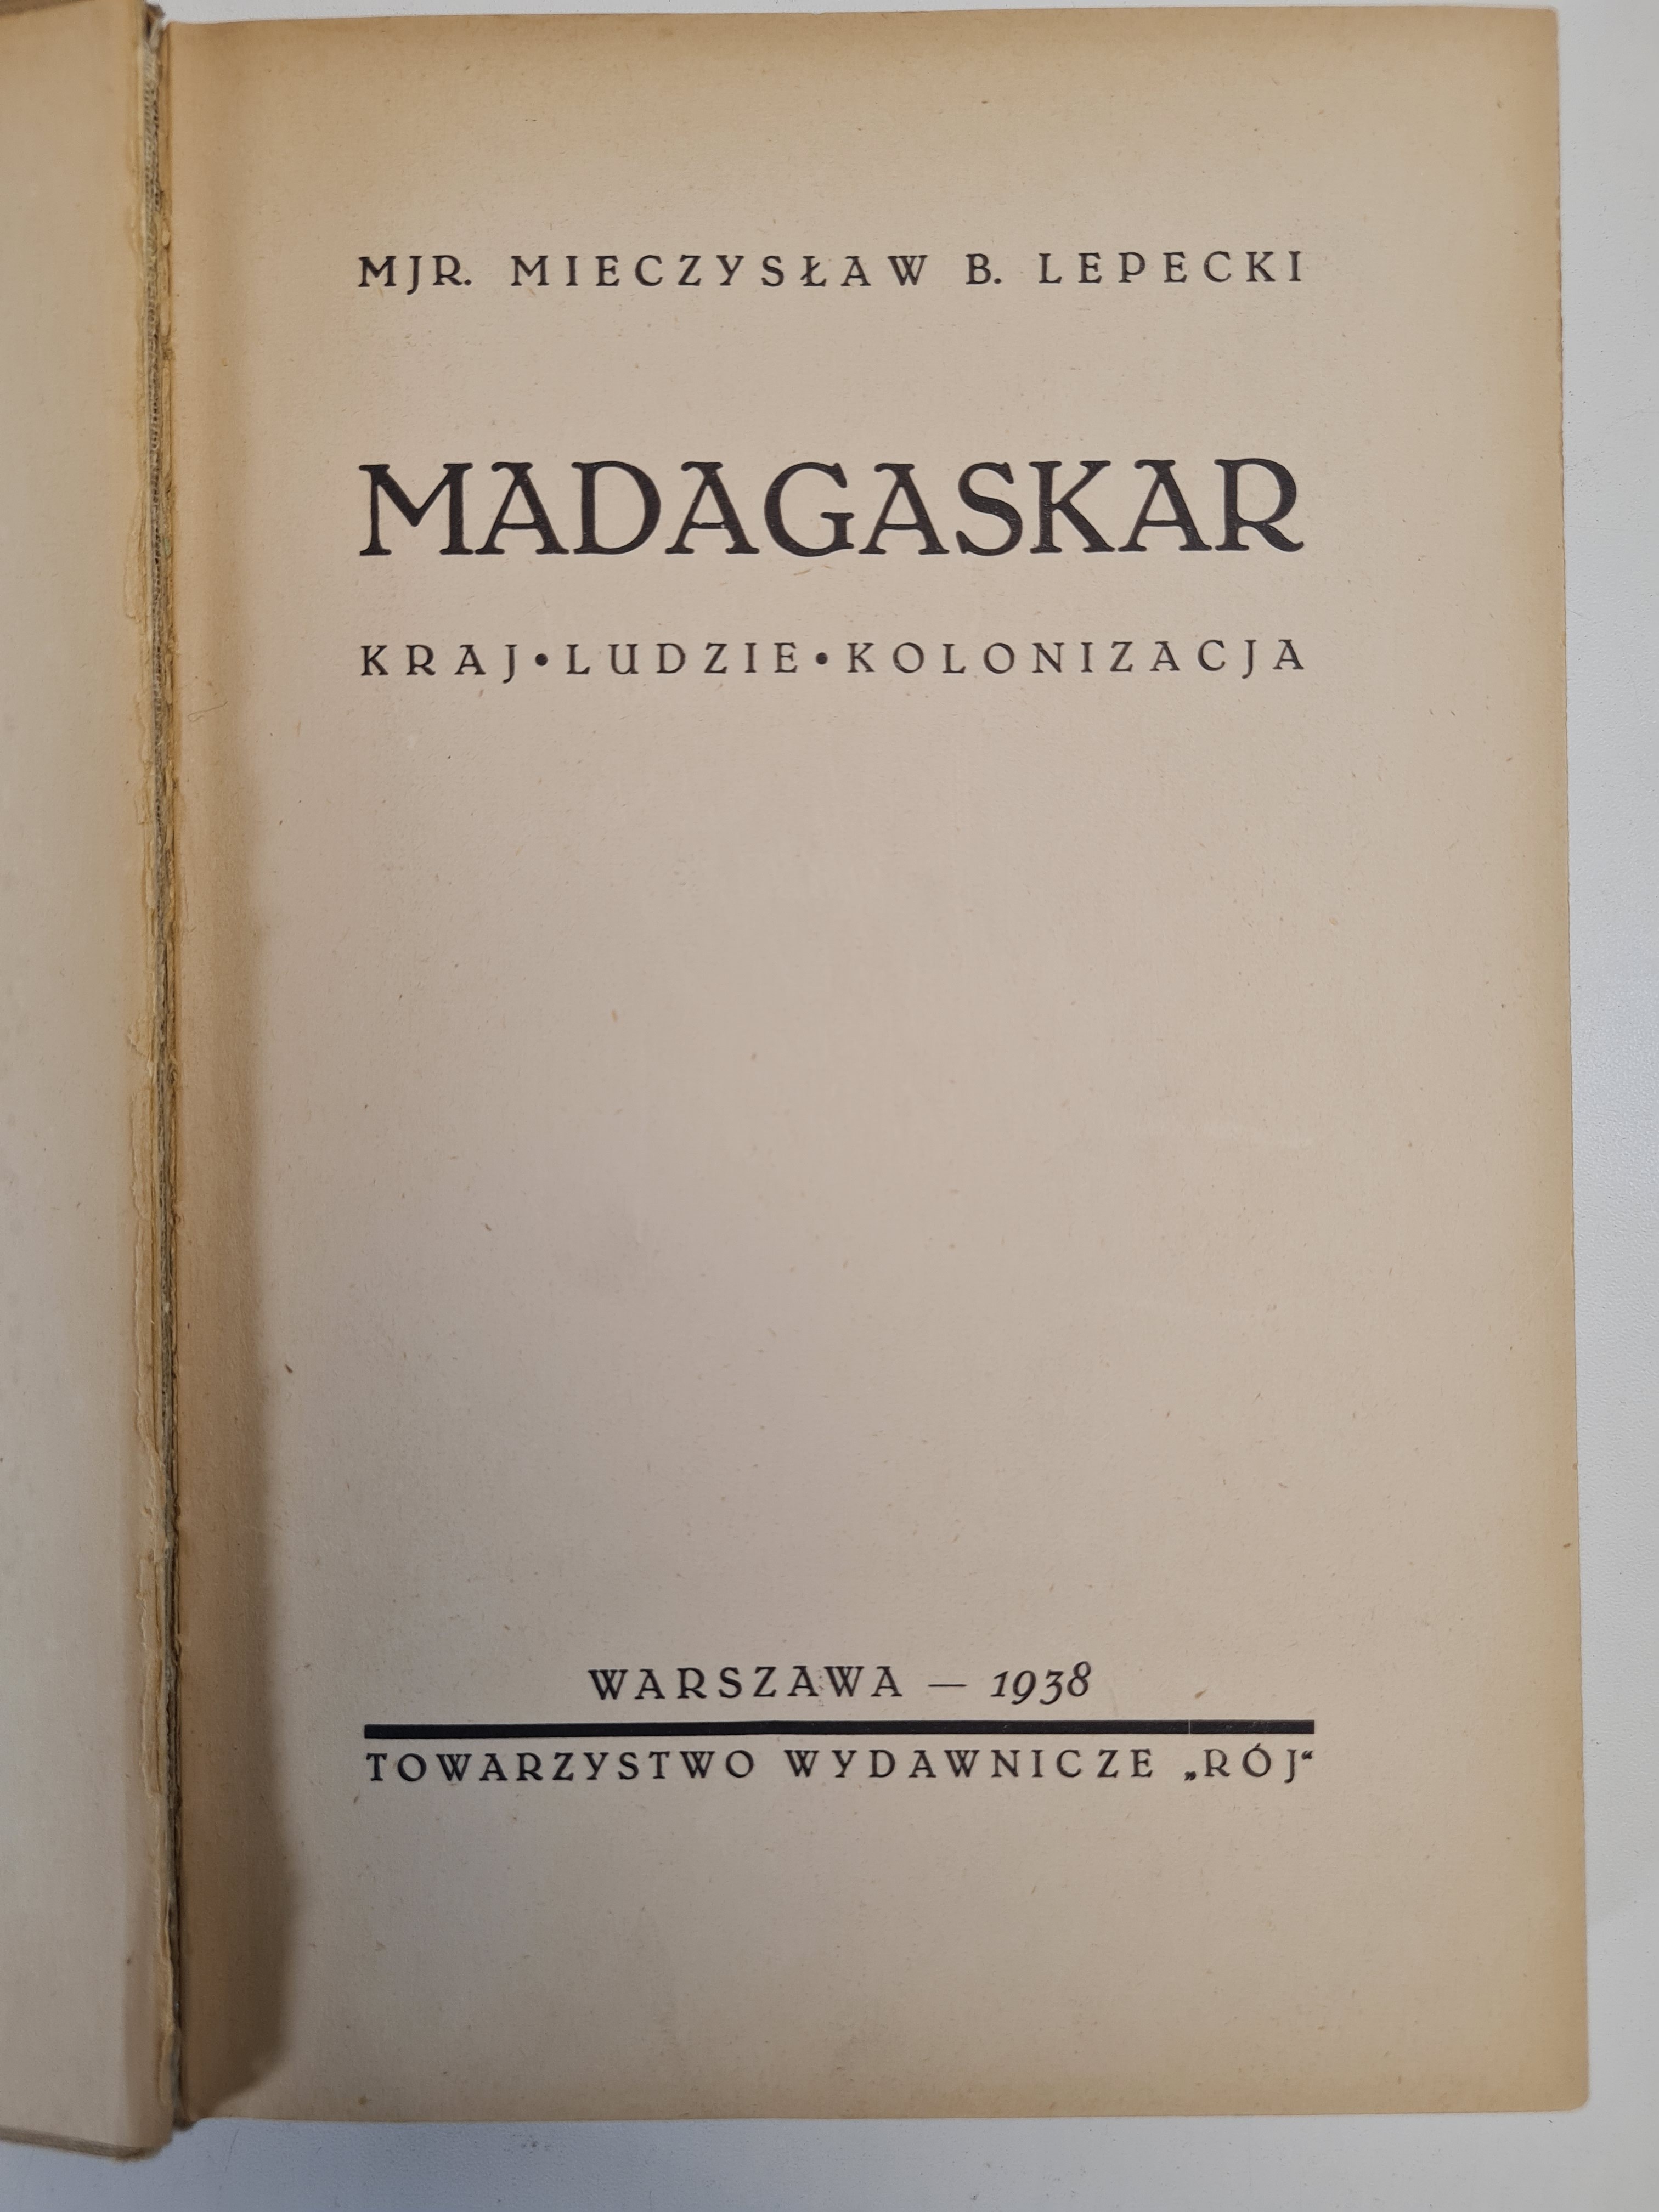 MJR. MIECZYSŁAW B. LEPECKI
MADAGASKAR
KRAJ•LUDZIE•KOLONIZACJA
WARSZAWA — 1938
TOWARZYSTWO WYDAWNICZE „RÓJ“